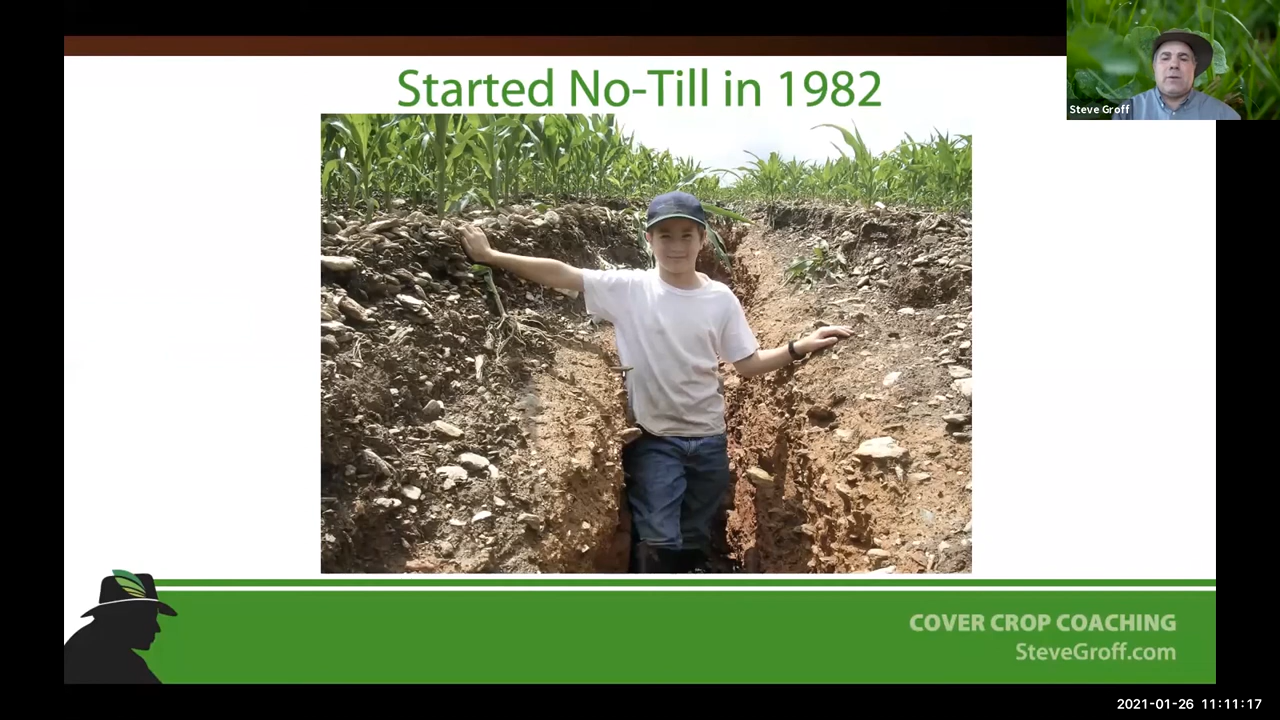 Started No-Till in 1982
Steve Groff
COVER CROP COACHING
SteveGroff.com
2021-01-26 11:11:17